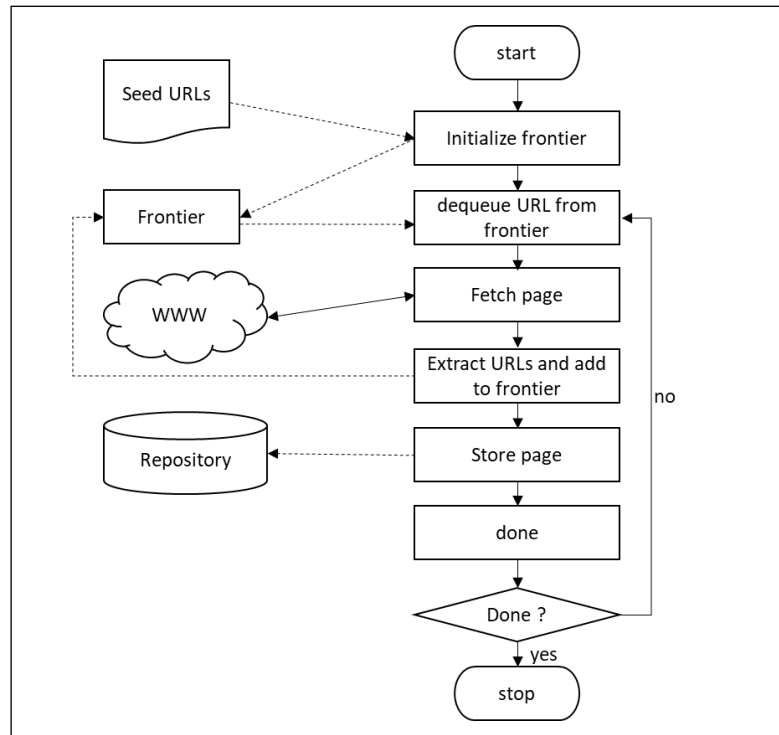 start
Seed URLs
Initialize frontier
Frontier
dequeue URL from
frontier
WWW
Fetch page
Extract URLs and add
to frontier
no
Repository
Store page
done
Done ?
yes
stop